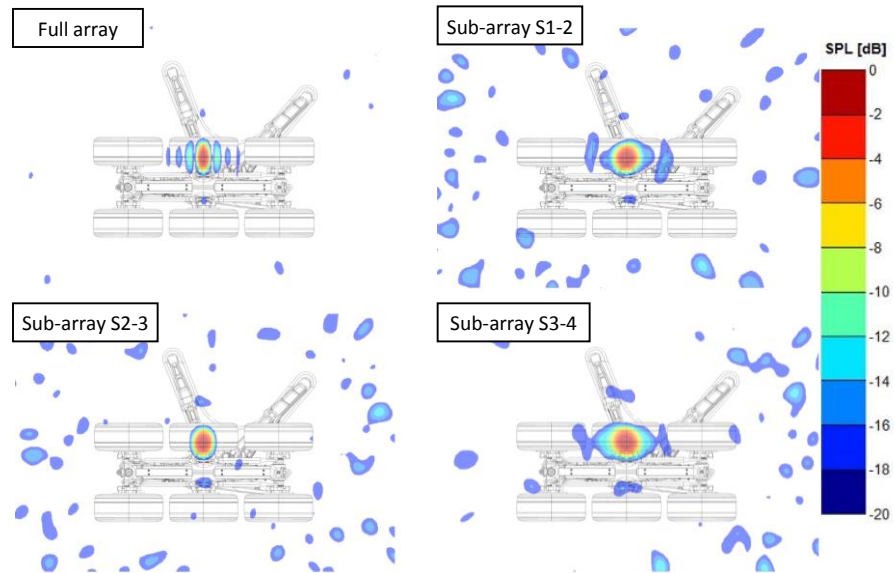 Full array
Sub-array S1-2
SPL [dB]
0
-2
-4
-6
-8
-10
-12
-14
-16
-18
-20
Sub-array S2-3
Sub-array S3-4